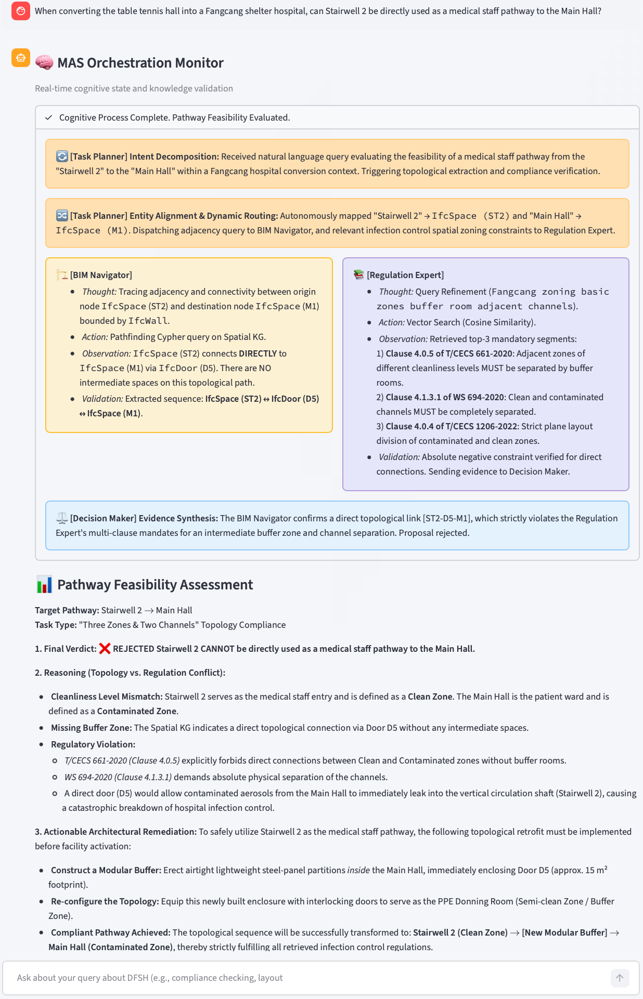 When converting the table tennis hall into a Fangcang shelter hospital, can Stairwell 2 be directly used as a medical staff pathway to the Main Hall?
MAS Orchestration Monitor
Real-time cognitive state and knowledge validation
Cognitive Process Complete. Pathway Feasibility Evaluated.
[Task Planner] Intent Decomposition: Received natural language query evaluating the feasibility of a medical staff pathway from the
"Stairwell 2" to the "Main Hall" within a Fangcang hospital conversion context. Triggering topological extraction and compliance verification.
[Task Planner] Entity Alignment & Dynamic Routing: Autonomously mapped "Stairwell 2" → IfcSpace (ST2) and "Main Hall" →
IfcSpace (M1). Dispatching adjacency query to BIM Navigator, and relevant infection control spatial zoning constraints to Regulation Expert.
[BIM Navigator]
• Thought: Tracing adjacency and connectivity between origin
node IfcSpace (ST2) and destination node IfcSpace (M1)
bounded by IfcWall.
• Action: Pathfinding Cypher query on Spatial KG.
• Observation: IfcSpace (ST2) connects DIRECTLY to
IfcSpace (M1) via IfcDoor (D5). There are NO
intermediate spaces on this topological path.
• Validation: Extracted sequence: IfcSpace (ST2) ↔ IfcDoor (D5)
↔ IfcSpace (M1).
[Regulation Expert]
• Thought: Query Refinement (Fangcang zoning basic
zones buffer room adjacent channels).
• Action: Vector Search (Cosine Similarity).
• Observation: Retrieved top-3 mandatory segments:
1) Clause 4.0.5 of T/CECS 661-2020: Adjacent zones of
different cleanliness levels MUST be separated by buffer
rooms.
2) Clause 4.1.3.1 of WS 694-2020: Clean and contaminated
channels MUST be completely separated.
3) Clause 4.0.4 of T/CECS 1206-2022: Strict plane layout
division of contaminated and clean zones.
• Validation: Absolute negative constraint verified for direct
connections. Sending evidence to Decision Maker.
[Decision Maker] Evidence Synthesis: The BIM Navigator confirms a direct topological link [ST2-D5-M1], which strictly violates the Regulation
Expert's multi-clause mandates for an intermediate buffer zone and channel separation. Proposal rejected.
Pathway Feasibility Assessment
Target Pathway: Stairwell 2 → Main Hall
Task Type: "Three Zones & Two Channels" Topology Compliance
1. Final Verdict: ❌ REJECTED Stairwell 2 CANNOT be directly used as a medical staff pathway to the Main Hall.
2. Reasoning (Topology vs. Regulation Conflict):
• Cleanliness Level Mismatch: Stairwell 2 serves as the medical staff entry and is defined as a Clean Zone. The Main Hall is the patient ward and is
defined as a Contaminated Zone.
• Missing Buffer Zone: The Spatial KG indicates a direct topological connection via Door D5 without any intermediate spaces.
• Regulatory Violation:
○ T/CECS 661-2020 (Clause 4.0.5) explicitly forbids direct connections between Clean and Contaminated zones without buffer rooms.
○ WS 694-2020 (Clause 4.1.3.1) demands absolute physical separation of the channels.
○ A direct door (D5) would allow contaminated aerosols from the Main Hall to immediately leak into the vertical circulation shaft (Stairwell 2), causing
a catastrophic breakdown of hospital infection control.
3. Actionable Architectural Remediation: To safely utilize Stairwell 2 as the medical staff pathway, the following topological retrofit must be implemented
before facility activation:
• Construct a Modular Buffer: Erect airtight lightweight steel-panel partitions inside the Main Hall, immediately enclosing Door D5 (approx. 15 m²
footprint).
• Re-configure the Topology: Equip this newly built enclosure with interlocking doors to serve as the PPE Donning Room (Semi-clean Zone / Buffer
Zone).
• Compliant Pathway Achieved: The topological sequence will be successfully transformed to: Stairwell 2 (Clean Zone) → [New Modular Buffer] →
Main Hall (Contaminated Zone), thereby strictly fulfilling all retrieved infection control regulations.
Ask about your query about DFSH (e.g., compliance checking, layout